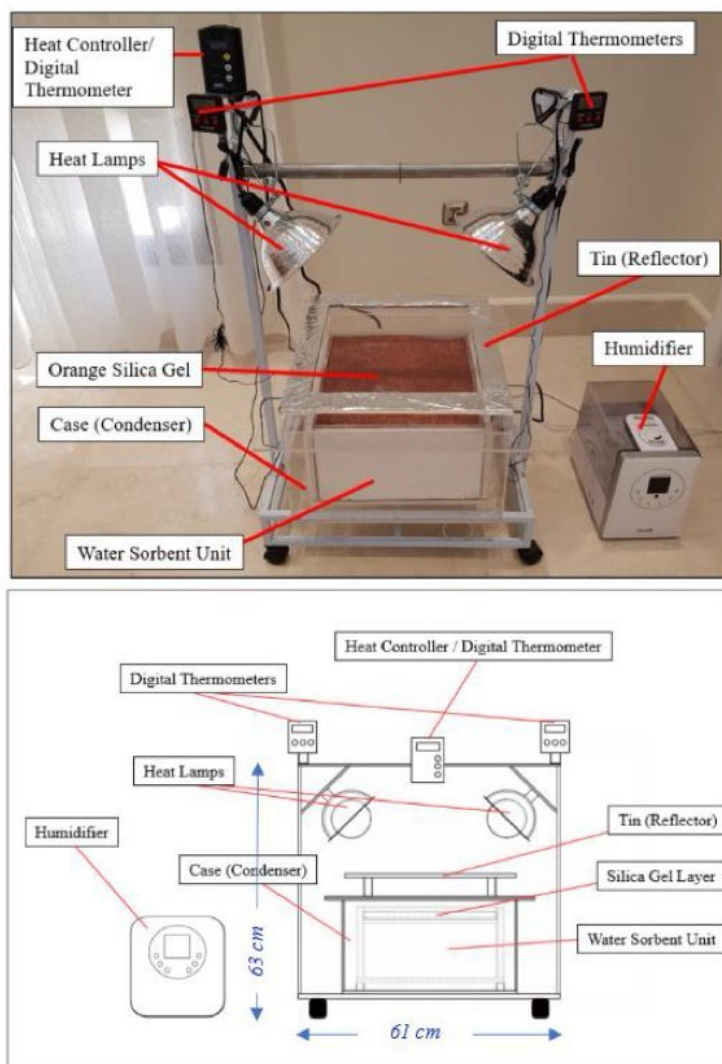 Heat Controller/
Digital
Thermometer
Digital Thermometers
Heat Lamps
Tin (Reflector)
Humidifier
Orange Silica Gel
Case (Condenser)
Water Sorbent Unit
Heat Controller / Digital Thermometer
Digital Thermometers
Heat Lamps
Humidifier
Tin (Reflector)
Case (Condenser)
Silica Gel Layer
Water Sorbent Unit
63 cm
61 cm